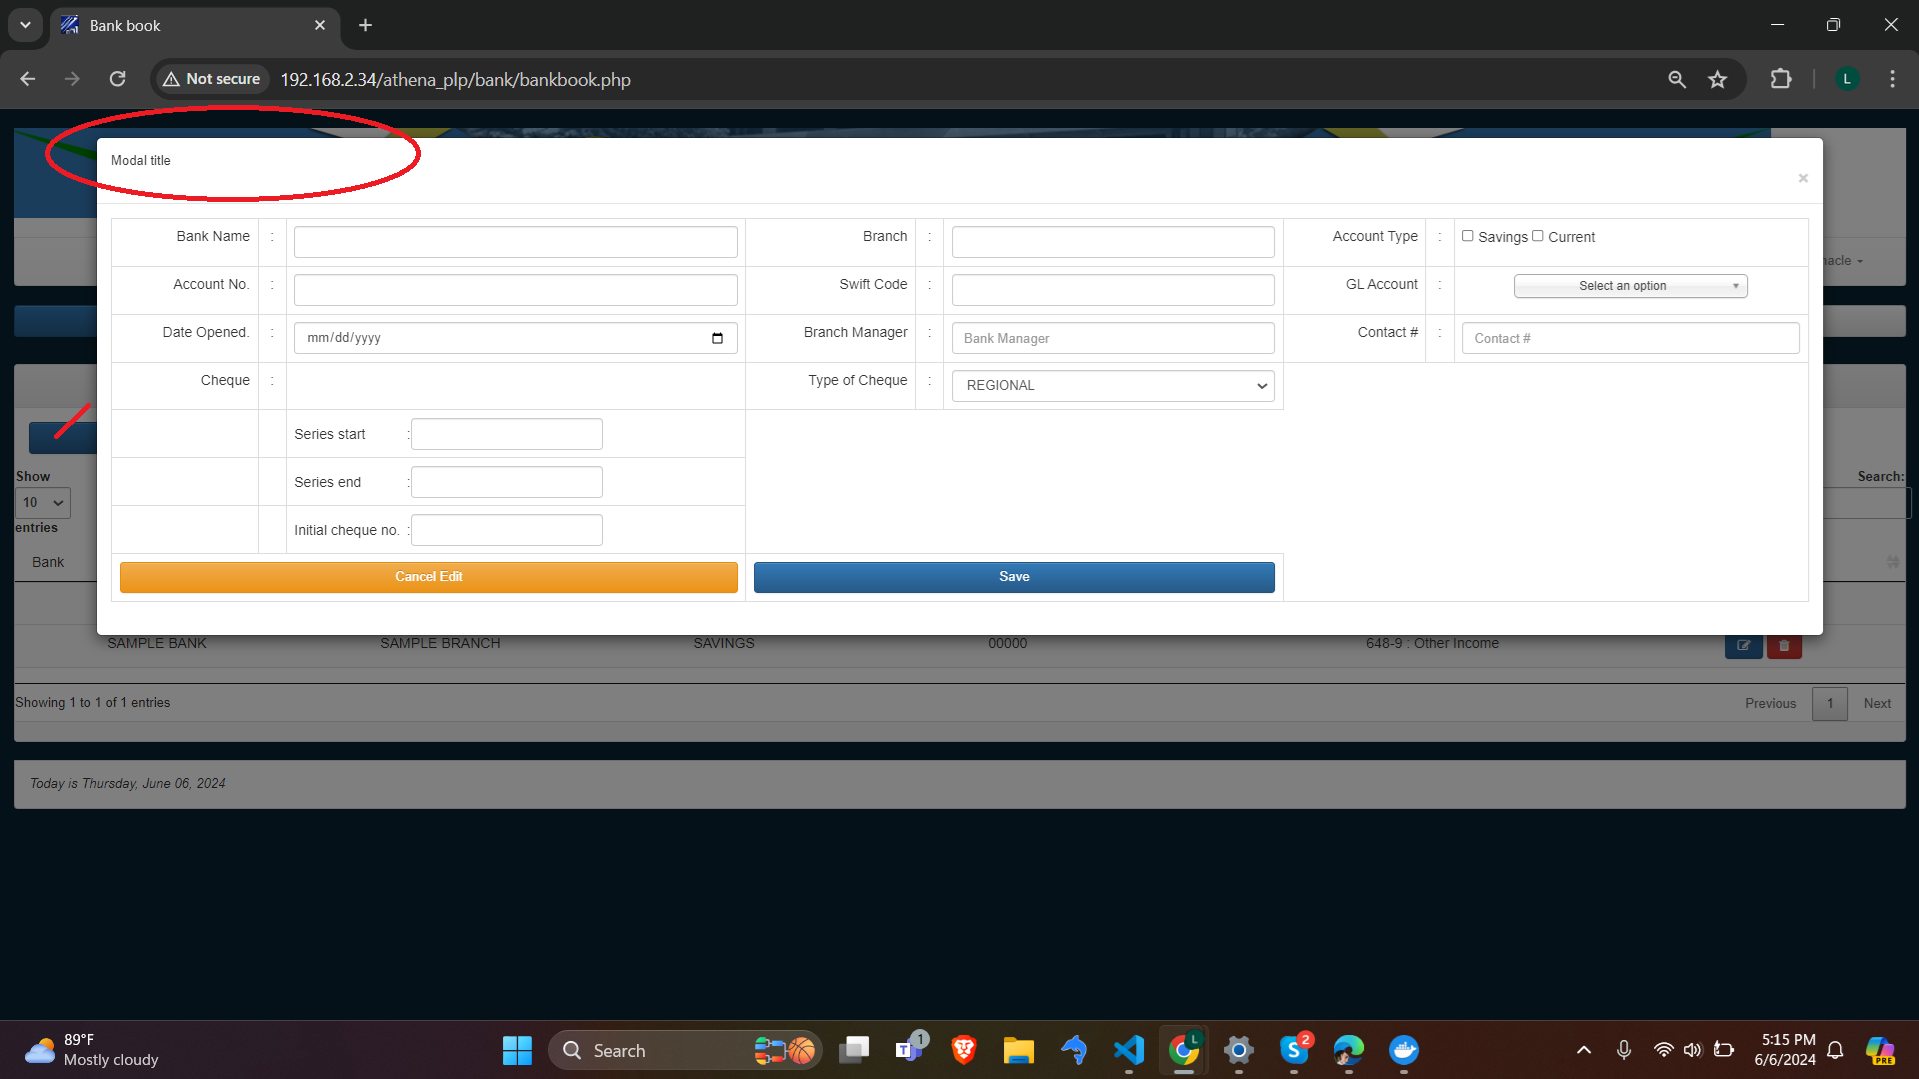 Bank book
Not secure
192.168.2.34/athena_plp/bank/bankbook.php
L
Modal title
×
Bank Name :
Branch :
Account Type : Savings Current
nacle
Account No. :
Swift Code :
GL Account : Select an option
Date Opened. : mm/dd/yyyy
Branch Manager : Bank Manager
Contact # : Contact #
Cheque :
Type of Cheque : REGIONAL
Series start :
Series end :
Initial cheque no. :
Show
10
entries
Search:
Bank
Cancel Edit
Save
SAMPLE BANK SAMPLE BRANCH SAVINGS 00000 648-9 : Other Income
Showing 1 to 1 of 1 entries
Previous 1 Next
Today is Thursday, June 06, 2024
89°F
Mostly cloudy
Search
1
L
2
5:15 PM
6/6/2024
PRE